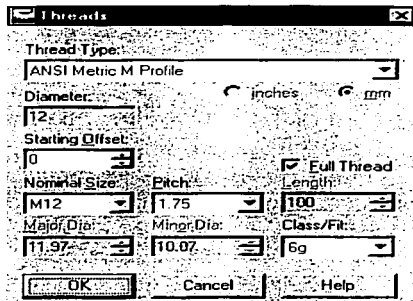 Threads
Thread Type:
ANSI Metric M Profile
Diameter:
inches
mm
12
Starting Offset:
0
Full Thread
Nominal Size:
Pitch:
Length:
M12
1.75
100
Major Dia:
Minor Dia:
Class/Fit:
11.97
10.07
6g
OK
Cancel
Help